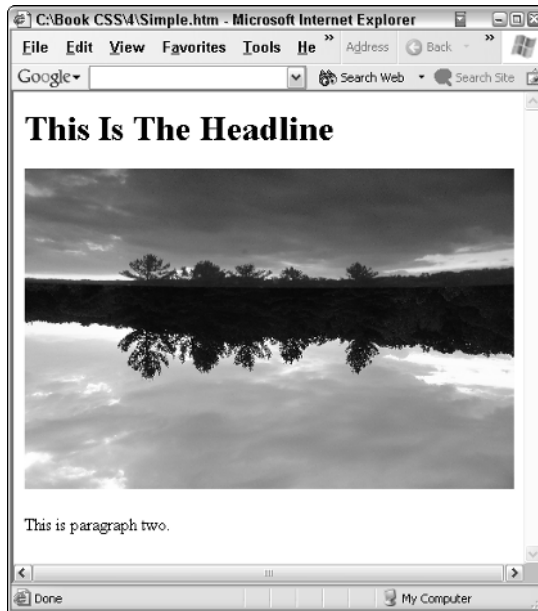 C:\Book CSS\4\Simple.htm - Microsoft Internet Explorer
File Edit View Favorites Tools He » Address Back »
Google Search Web Search Site
This Is The Headline
This is paragraph two.
Done My Computer